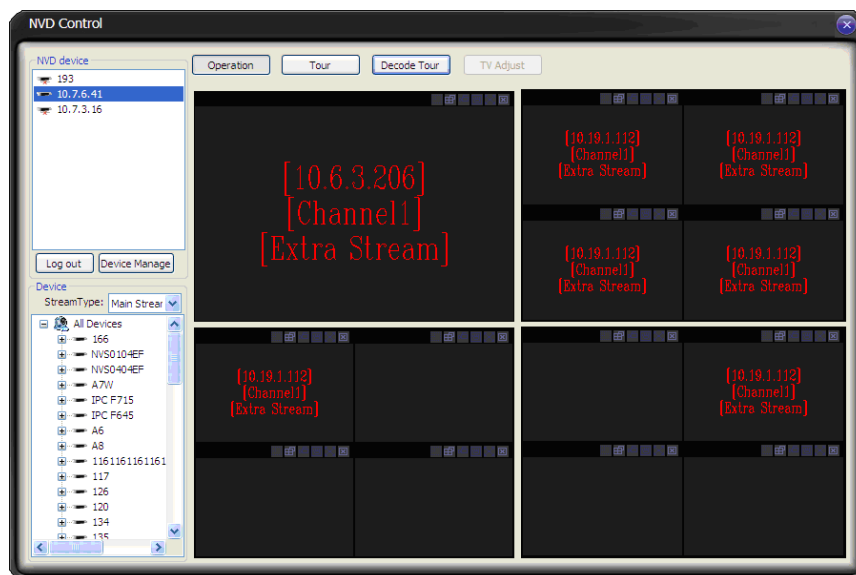 NVD Control
NVD device
193
10.7.6.41
10.7.3.16
Log out
Device Manage
Device
StreamType:
Main Strear
All Devices
166
NVS0104EF
NVS0404EF
A7W
IPC F715
IPC F645
A6
A8
1161161161161
117
126
120
134
135
Operation
Tour
Decode Tour
TV Adjust
[10.6.3.206]
[Channel1]
[Extra Stream]
[10.19.1.112]
[Channel1]
[Extra Stream]
[10.19.1.112]
[Channel1]
[Extra Stream]
[10.19.1.112]
[Channel1]
[Extra Stream]
[10.19.1.112]
[Channel1]
[Extra Stream]
[10.19.1.112]
[Channel1]
[Extra Stream]
[10.19.1.112]
[Channel1]
[Extra Stream]